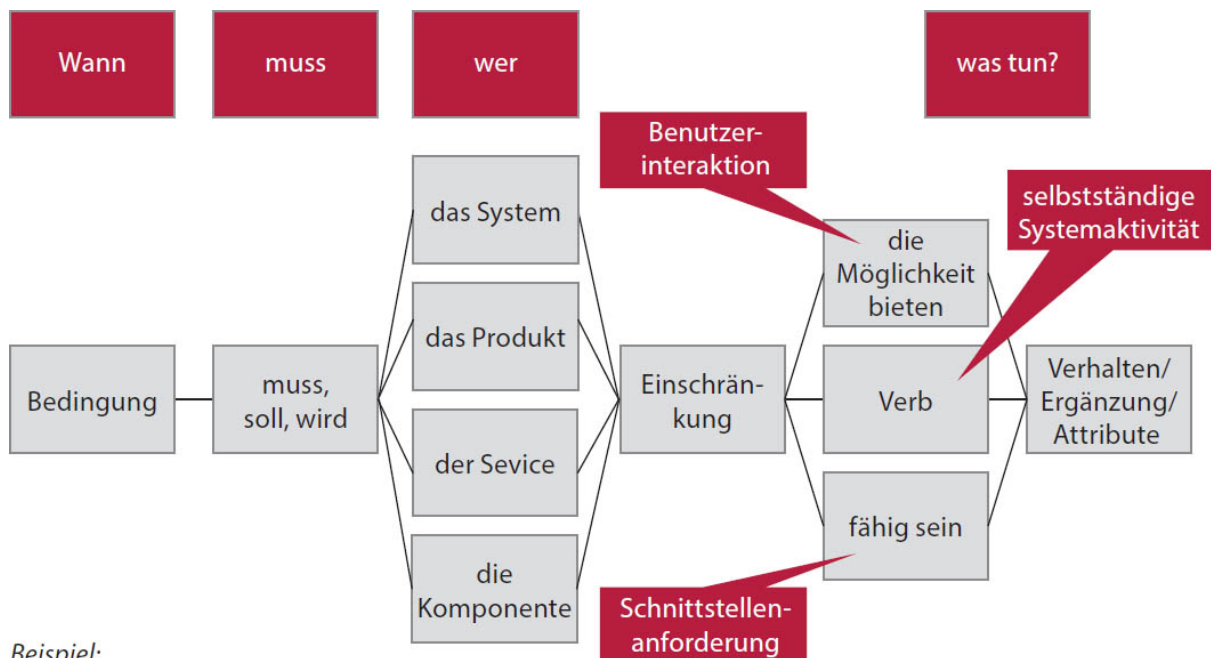 Wann
muss
wer
was tun?
Benutzer-
interaktion
selbstständige
Systemaktivität
das System
die
Möglichkeit
bieten
das Produkt
Bedingung
muss,
soll, wird
Einschrän-
kung
Verb
Verhalten/
Ergänzung/
Attribute
der Sevice
fähig sein
die
Komponente
Schnittstellen-
anforderung
Beispiel: